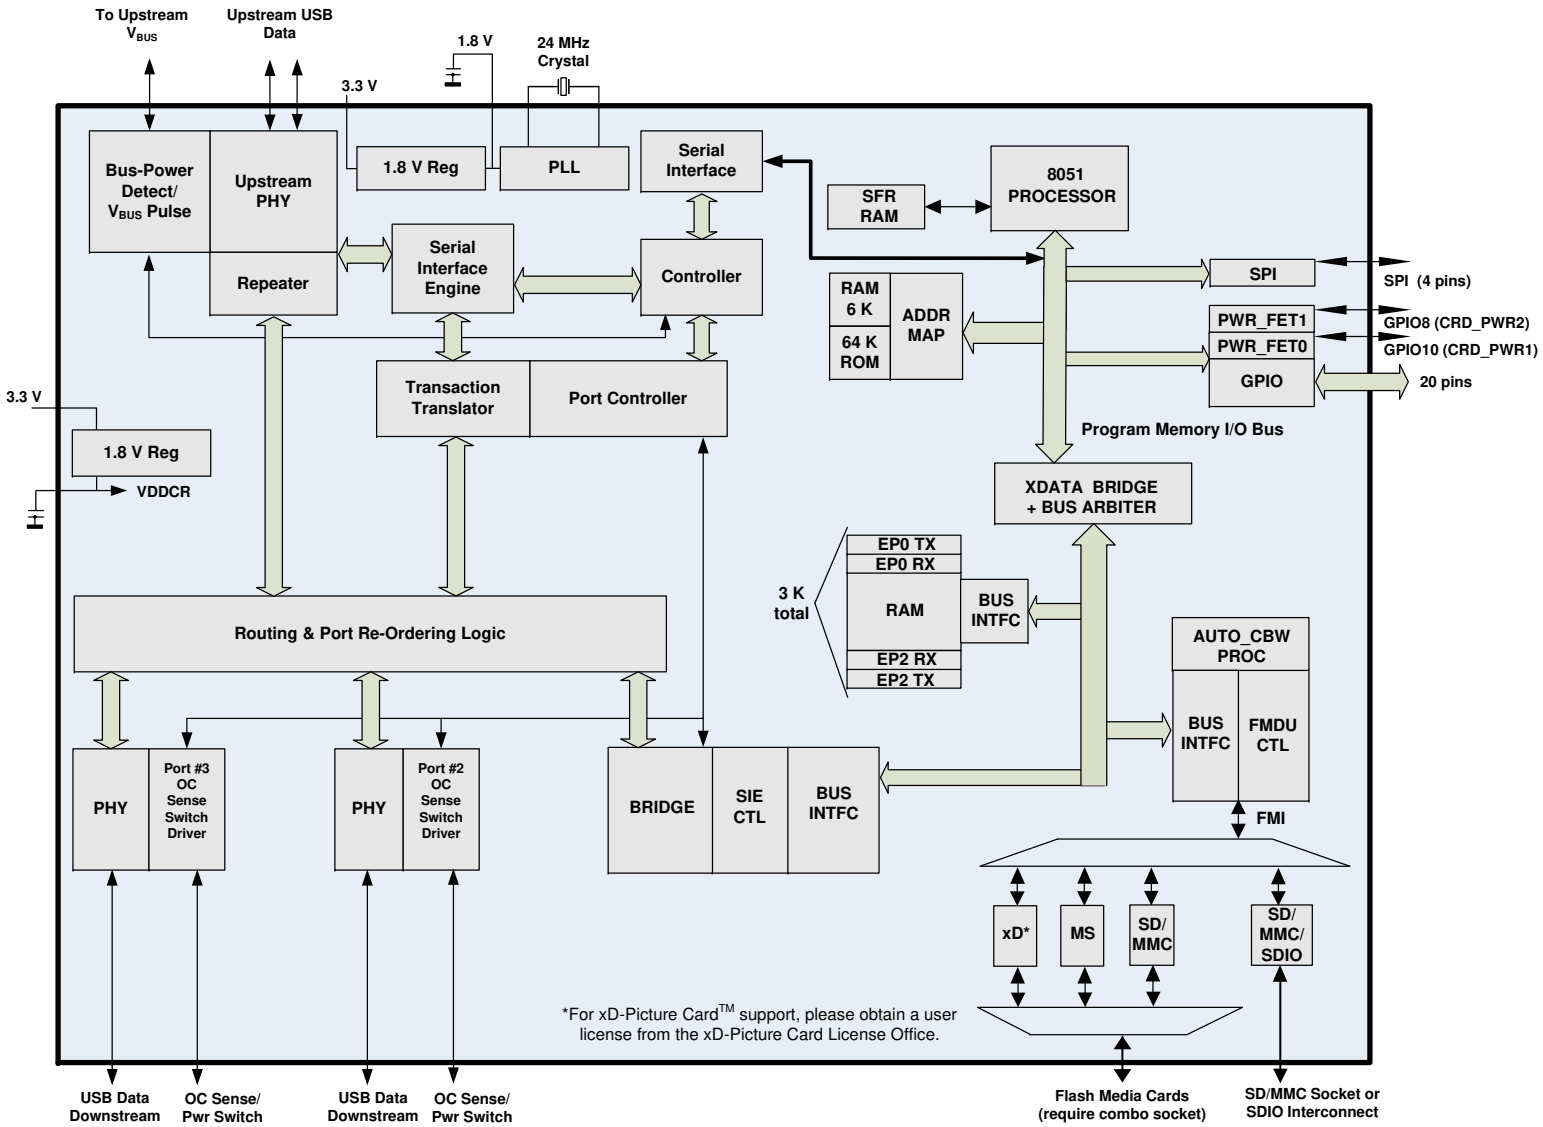 To Upstream
VBUS
Upstream USB
Data
3.3 V
1.8 V
24 MHz
Crystal
Bus-Power
Detect/
VBUS Pulse
Upstream
PHY
Repeater
1.8 V Reg
PLL
Serial
Interface
Serial
Interface
Engine
Controller
Transaction
Translator
Port Controller
3.3 V
1.8 V Reg
VDDCR
Routing & Port Re-Ordering Logic
PHY
Port #3
OC
Sense
Switch
Driver
PHY
Port #2
OC
Sense
Switch
Driver
BRIDGE
SIE
CTL
BUS
INTFC
8051
PROCESSOR
SFR
RAM
RAM
6 K
64 K
ROM
ADDR
MAP
SPI
SPI (4 pins)
PWR_FET1
GPIO8 (CRD_PWR2)
PWR_FET0
GPIO10 (CRD_PWR1)
GPIO
20 pins
Program Memory I/O Bus
XDATA BRIDGE
+ BUS ARBITER
3 K
total
EP0 TX
EP0 RX
RAM
EP2 RX
EP2 TX
BUS
INTFC
AUTO_CBW
PROC
BUS
INTFC
FMDU
CTL
FMI
xD*
MS
SD/
MMC
SD/
MMC/
SDIO
*For xD-Picture Card™ support, please obtain a user
license from the xD-Picture Card License Office.
USB Data
Downstream
OC Sense/
Pwr Switch
USB Data
Downstream
OC Sense/
Pwr Switch
Flash Media Cards
(require combo socket)
SD/MMC Socket or
SDIO Interconnect